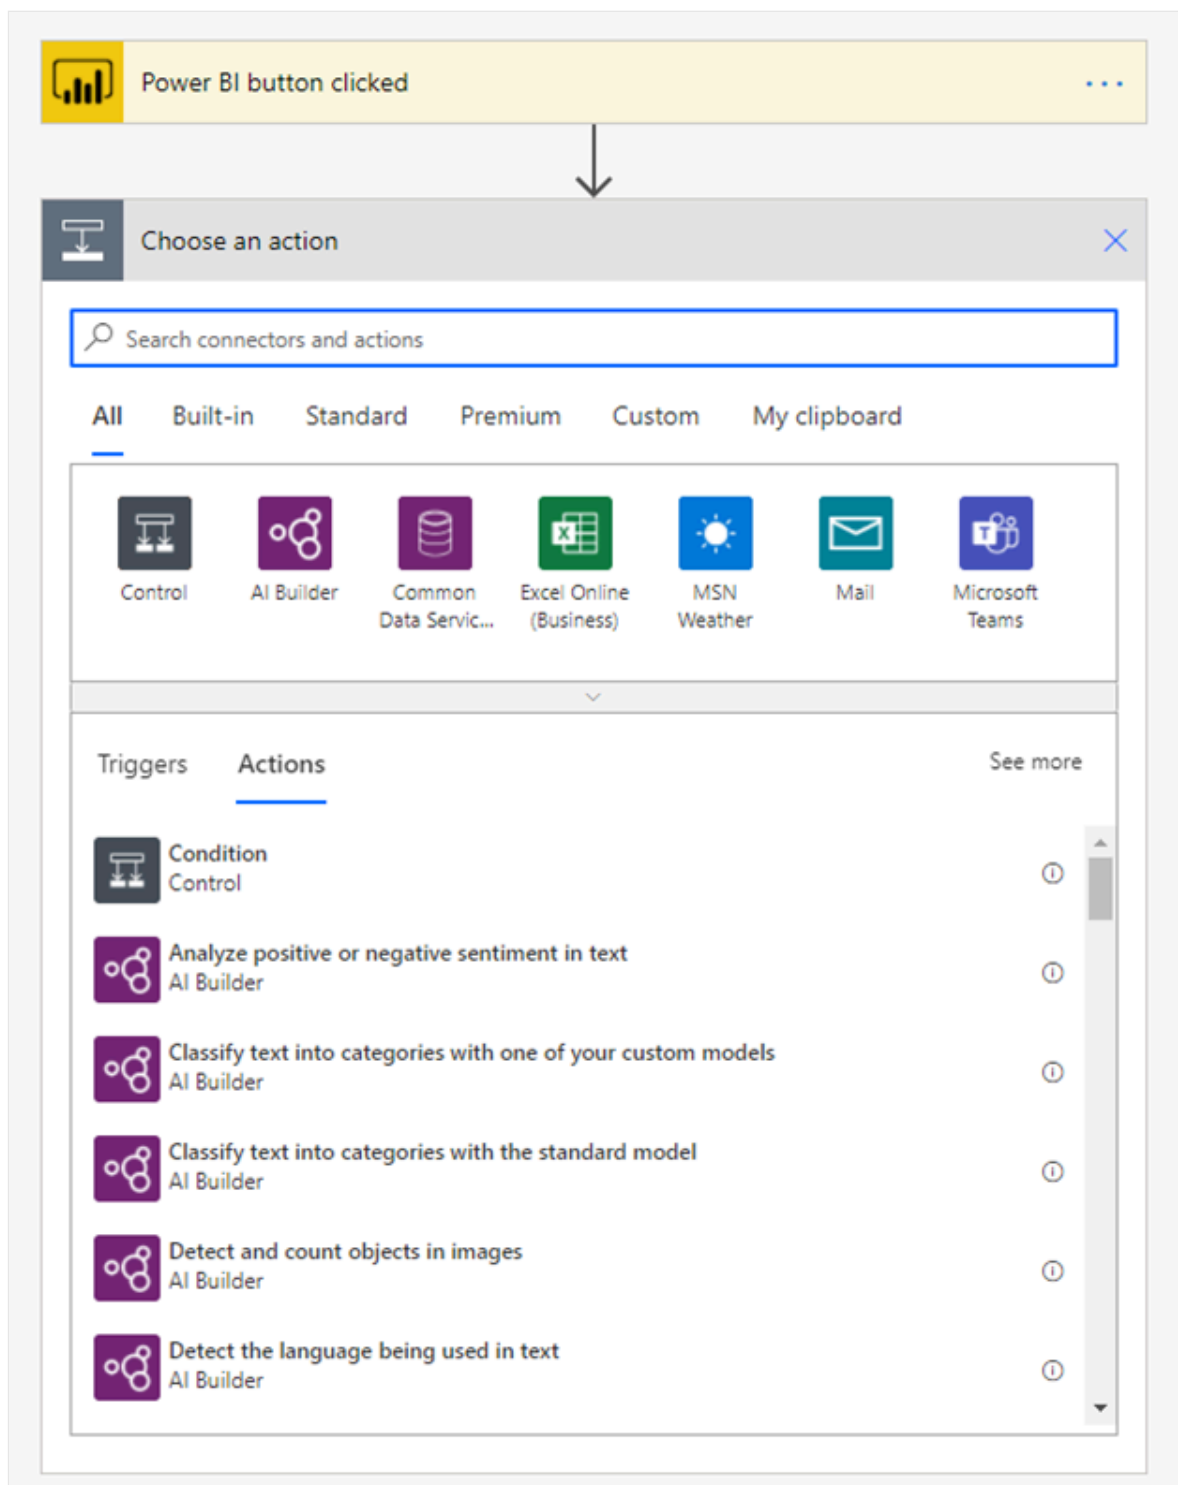 Power BI button clicked
Choose an action
Search connectors and actions
All Built-in Standard Premium Custom My clipboard
Control AI Builder Common Excel Online MSN Mail Microsoft
Data Servic... (Business) Weather Teams
Triggers Actions See more
Condition
Control
Analyze positive or negative sentiment in text
AI Builder
Classify text into categories with one of your custom models
AI Builder
Classify text into categories with the standard model
AI Builder
Detect and count objects in images
AI Builder
Detect the language being used in text
AI Builder